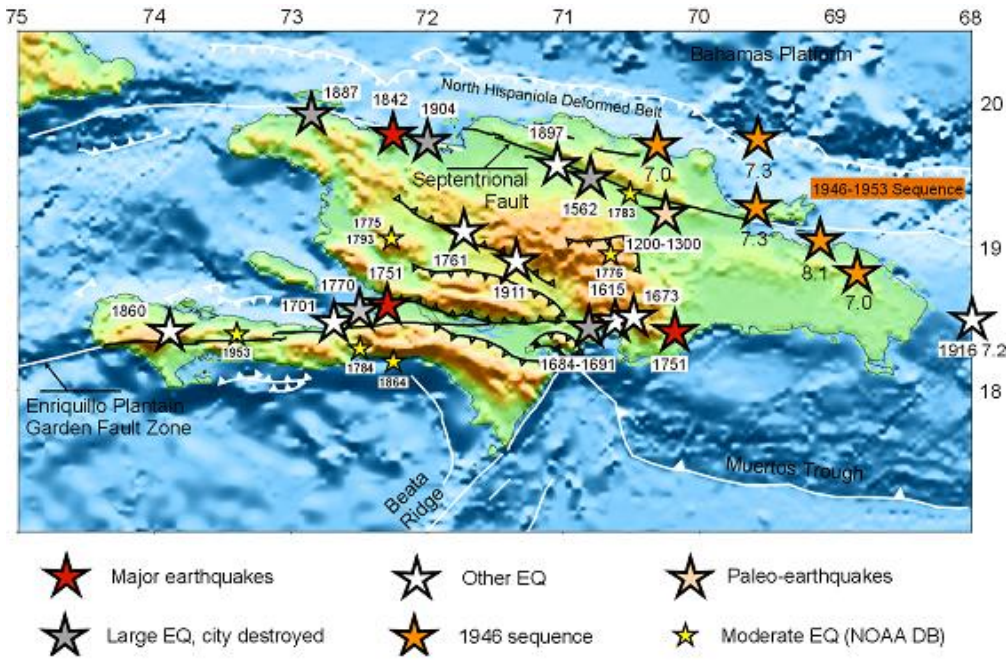 75 74 73 72 71 70 69 68
Bahamas Platform
20
1887 1842 1904
North Hispaniola Deformed Belt
1897
7.0 7.3
Septentrional
Fault
1946-1953 Sequence
1562 1783
1775
1793
1200-1300
7.3
19
1761
1776
8.1
1770 1751
1911
1615
7.0
1860 1701
1673
1953
1784
1864
1684-1691
1751
1916 7.2
18
Enriquillo Plantain
Garden Fault Zone
Beata
Ridge
Muertos Trough
Major earthquakes
Other EQ
Paleo-earthquakes
Large EQ, city destroyed
1946 sequence
Moderate EQ (NOAA DB)